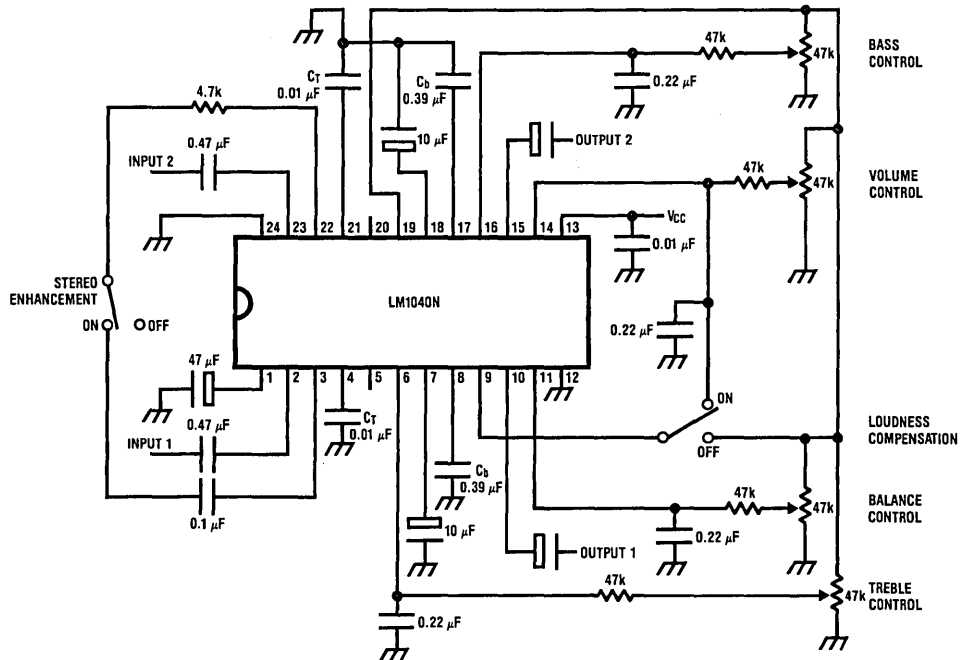 47k
47k
BASS
CONTROL
CT
0.01 µF
Cb
0.39 µF
0.22 µF
4.7k
10 µF
0.47 µF
INPUT 2
OUTPUT 2
47k
47k
VOLUME
CONTROL
VCC
0.01 µF
24 23 22 21 20 19 18 17 16 15 14 13
STEREO
ENHANCEMENT
ON
OFF
LM1040N
0.22 µF
1 2 3 4 5 6 7 8 9 10 11 12
47 µF
0.47 µF
INPUT 1
0.1 µF
CT
0.01 µF
ON
OFF
LOUDNESS
COMPENSATION
Cb
0.39 µF
47k
47k
BALANCE
CONTROL
0.22 µF
10 µF
OUTPUT 1
47k
47k
TREBLE
CONTROL
0.22 µF